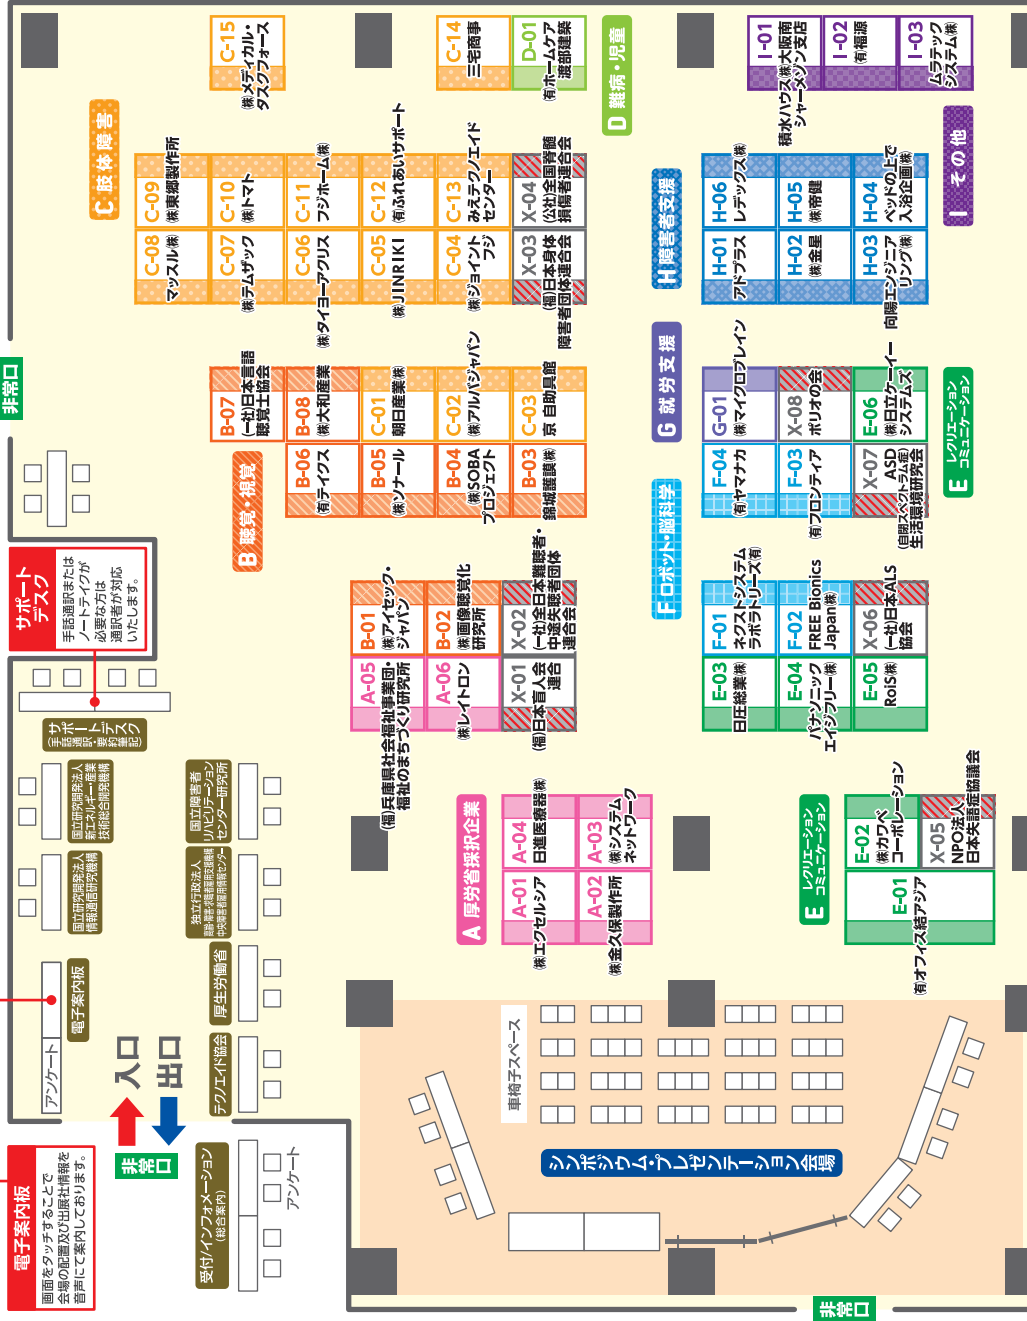 電子案内板
画面をタッチすることで
会場の配置及び出展社情報を
音声にて案内しております。
サポート
デスク
手話通訳または
ノートテイクが
必要な方は
通訳者が対応
いたします。
非常口
非常口
非常口
入口
出口
アンケート
電子案内板
国立研究開発法人
情報通信研究機構
国立研究開発法人
新エネルギー・産業
技術総合開発機構
サポートデスク
(手話通訳・要約筆記)
受付/インフォメーション
(総合案内)
アンケート
テクノエイド協会
厚生労働省
独立行政法人
高齢・障害・求職者雇用支援機構
中央障害者雇用情報センター
国立障害者
リハビリテーション
センター研究所
シンポジウム・プレゼンテーション会場
車椅子スペース
A 厚労省採択企業
A-01
㈱エクセルシア
A-02
㈱金久保製作所
A-03
㈱システム
ネットワーク
A-04
日進医療器㈱
A-05
㈳兵庫県社会福祉事業団・
福祉のまちづくり研究所
A-06
㈱レイトロン
X-01
(福)日本盲人会
連合
B 聴覚・視覚
B-01
㈱アイセック・
ジャパン
B-02
㈱画像聴覚化
研究所
X-02
(一社)全日本難聴者・
中途失聴者団体
連合会
B-03
錦城護謨㈱
B-04
㈱SOBA
プロジェクト
B-05
㈱ソナール
B-06
㈲テイクス
B-07
(一社)日本言語
聴覚士協会
B-08
㈱大和産業
C 肢体障害
C-01
朝日産業㈱
C-02
㈱アルバジャパン
C-03
京 自助具館
C-04
㈱ジョイント
フジ
C-05
㈱JINRIKI
C-06
㈱タイヨーアクリス
C-07
㈱テムザック
C-08
マッスル㈱
C-09
㈱東郷製作所
C-10
㈱トマト
C-11
フジホーム㈱
C-12
㈲ふれあいサポート
C-13
みえテクノエイド
センター
C-14
三宅商事
C-15
㈱メディカル・
タスクフォース
X-03
(福)日本身体
障害者団体連合会
X-04
(公社)全国脊髄
損傷者連合会
D 難病・児童
D-01
㈲ホームケア
渡部建築
E レクリエーション
コミュニケーション
E-01
㈲オフィス結アジア
E-02
㈱カワベ
コーポレーション
X-05
NPO法人
日本失語症協議会
E-03
日圧総業㈱
E-04
パナソニック
エイジフリー㈱
E-05
RoiS㈱
F ロボット・脳科学
F-01
ネクストシステム
ラボラトリーズ㈲
F-02
FREE Bionics
Japan㈱
X-06
(一社)日本ALS
協会
F-03
㈲フロンティア
F-04
㈲ヤマナカ
X-07
ASD
(自閉スペクトラム症)
生活環境研究会
E レクリエーション
コミュニケーション
E-06
㈱日立ケーイー
システムズ
X-08
ポリオの会
G 就労支援
G-01
㈱マイクロブレイン
H 障害者支援
H-01
アドプラス
H-02
㈱金星
H-03
向陽エンジニア
リング㈱
H-04
ベッドの上で
入浴企画㈱
H-05
㈱帝健
H-06
レデックス㈱
I その他
I-01
積水ハウス㈱大阪南
シャーメゾン支店
I-02
㈲福源
I-03
ムラテック
システム㈱